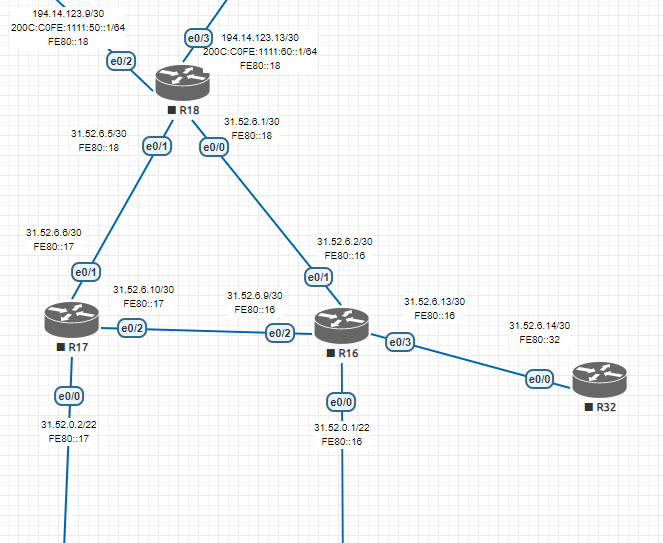 194.14.123.9/30
200C:C0FE:1111:50::1/64
FE80::18
e0/2
e0/3
194.14.123.13/30
200C:C0FE:1111:60::1/64
FE80::18
R18
31.52.6.5/30
FE80::18
e0/1
31.52.6.1/30
FE80::18
e0/0
31.52.6.6/30
FE80::17
e0/1
31.52.6.2/30
FE80::16
e0/1
31.52.6.10/30
FE80::17
e0/2
31.52.6.9/30
FE80::16
e0/2
31.52.6.13/30
FE80::16
e0/3
31.52.6.14/30
FE80::32
e0/0
R17
R16
R32
e0/0
31.52.0.2/22
FE80::17
e0/0
31.52.0.1/22
FE80::16